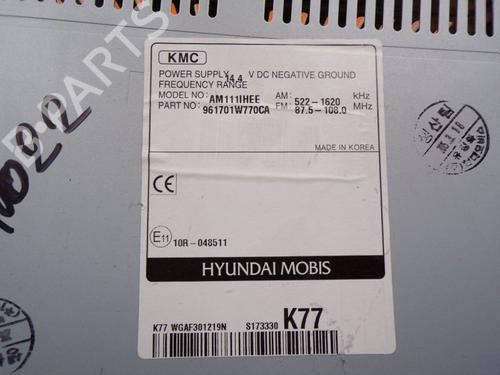 KMC
POWER SUPPLY 14.4 V DC NEGATIVE GROUND
FREQUENCY RANGE
MODEL NO: AM111IHEE AM: 522-1620 kHz
PART NO: 961701W770CA FM: 87.5-108.0 MHz
MADE IN KOREA
CE
E11 10R-048511
HYUNDAI MOBIS
K77 WGAF301219N S173330 K77